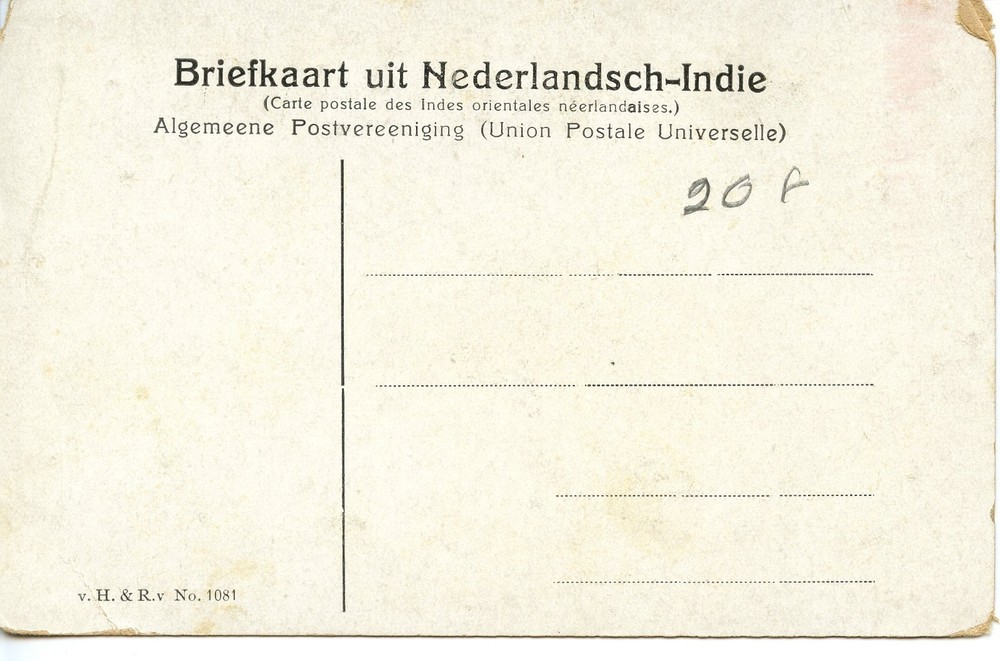 Briefkaart uit Nederlandsch-Indie
(Carte postale des Indes orientales néerlandaises.)
Algemeene Postvereeniging (Union Postale Universelle)
20 f
v. H. & R.v No. 1081